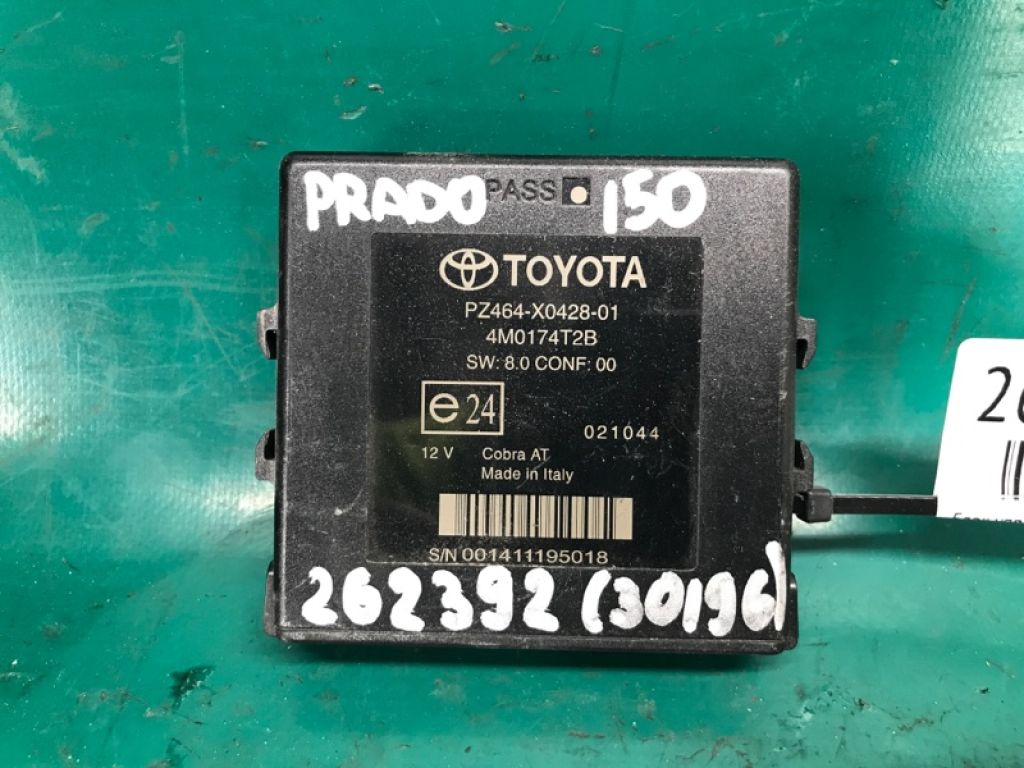 PRADO PASS 150
TOYOTA
PZ464-X0428-01
4M0174T2B
SW: 8.0 CONF: 00
e24
021044
12 V Cobra AT
Made in Italy
S/N 001411195018
262392 (30196)